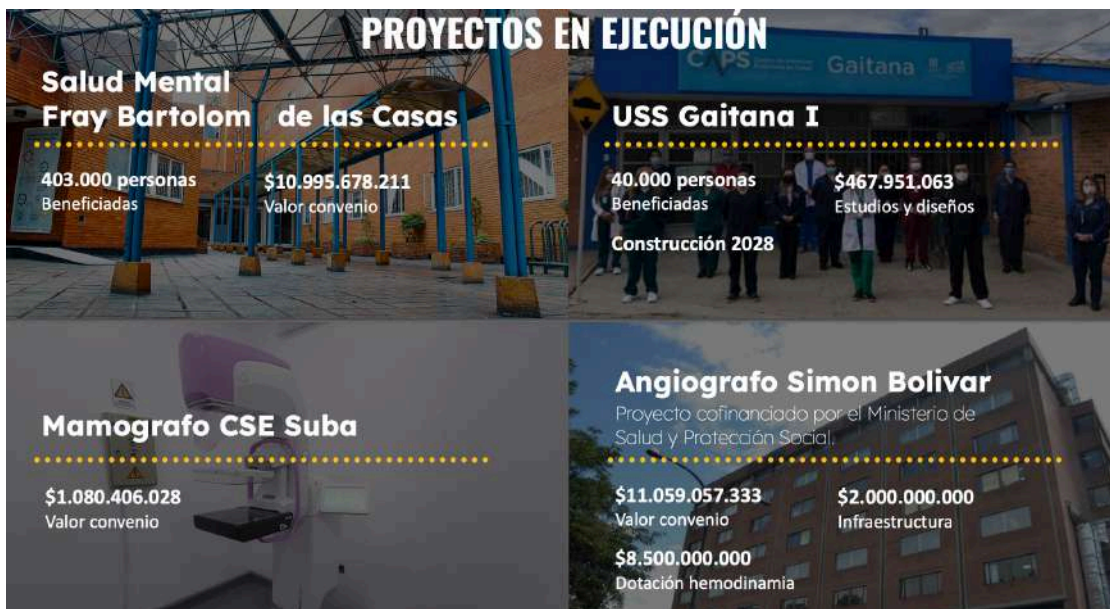 PROYECTOS EN EJECUCIÓN
Salud Mental
Fray Bartolom de las Casas
403.000 personas
Beneficiadas
$10.995.678.211
Valor convenio
CAPS
Gaitana
USS Gaitana I
40.000 personas
Beneficiadas
$467.951.063
Estudios y diseños
Construcción 2028
Mamografo CSE Suba
$1.080.406.028
Valor convenio
Angiografo Simon Bolivar
Proyecto cofinanciado por el Ministerio de
Salud y Protección Social.
$11.059.057.333
Valor convenio
$2.000.000.000
Infraestructura
$8.500.000.000
Dotación hemodinamia